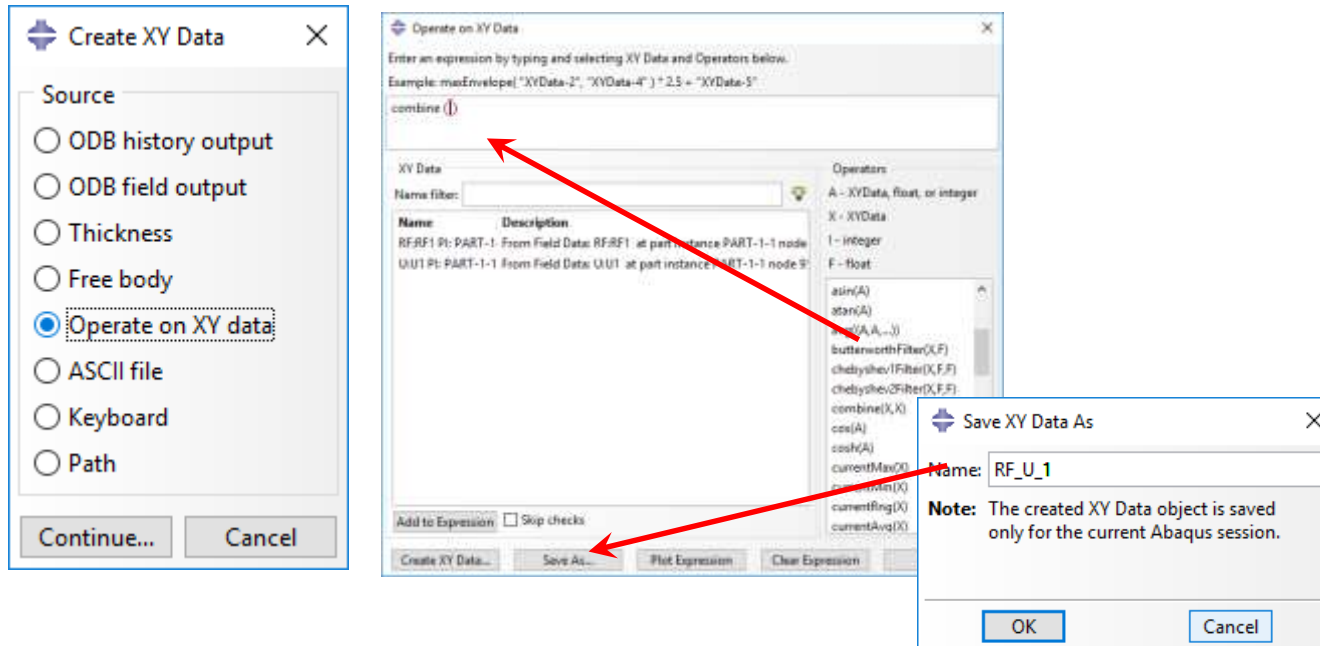 Create XY Data
Source
ODB history output
ODB field output
Thickness
Free body
Operate on XY data
ASCII file
Keyboard
Path
Continue...
Cancel
Operate on XY Data
Enter an expression by typing and selecting XY Data and Operators below.
Example: maxEnvelope( "XYData-2", "XYData-4" ) * 2.5 + "XYData-5"
combine ()
XY Data
Name filter:
Name Description
RF:RF1 PI: PART-1 From Field Data: RF:RF1 at part instance PART-1-1 node
U:U1 PI: PART-1-1 From Field Data: U:U1 at part instance PART-1-1 node 9
Add to Expression
Skip checks
Operators
A - XYData, float, or integer
X - XYData
I - integer
F - float
asin(A)
atan(A)
avg((A,A,...))
butterworthFilter(X,F)
chebyshev1Filter(X,F,F)
chebyshev2Filter(X,F,F)
combine(X,X)
cos(A)
cosh(A)
currentMax(X)
currentMin(X)
currentRng(X)
currentAvg(X)
Create XY Data...
Save As...
Plot Expression
Clear Expression
Save XY Data As
Name: RF_U_1
Note: The created XY Data object is saved
only for the current Abaqus session.
OK
Cancel